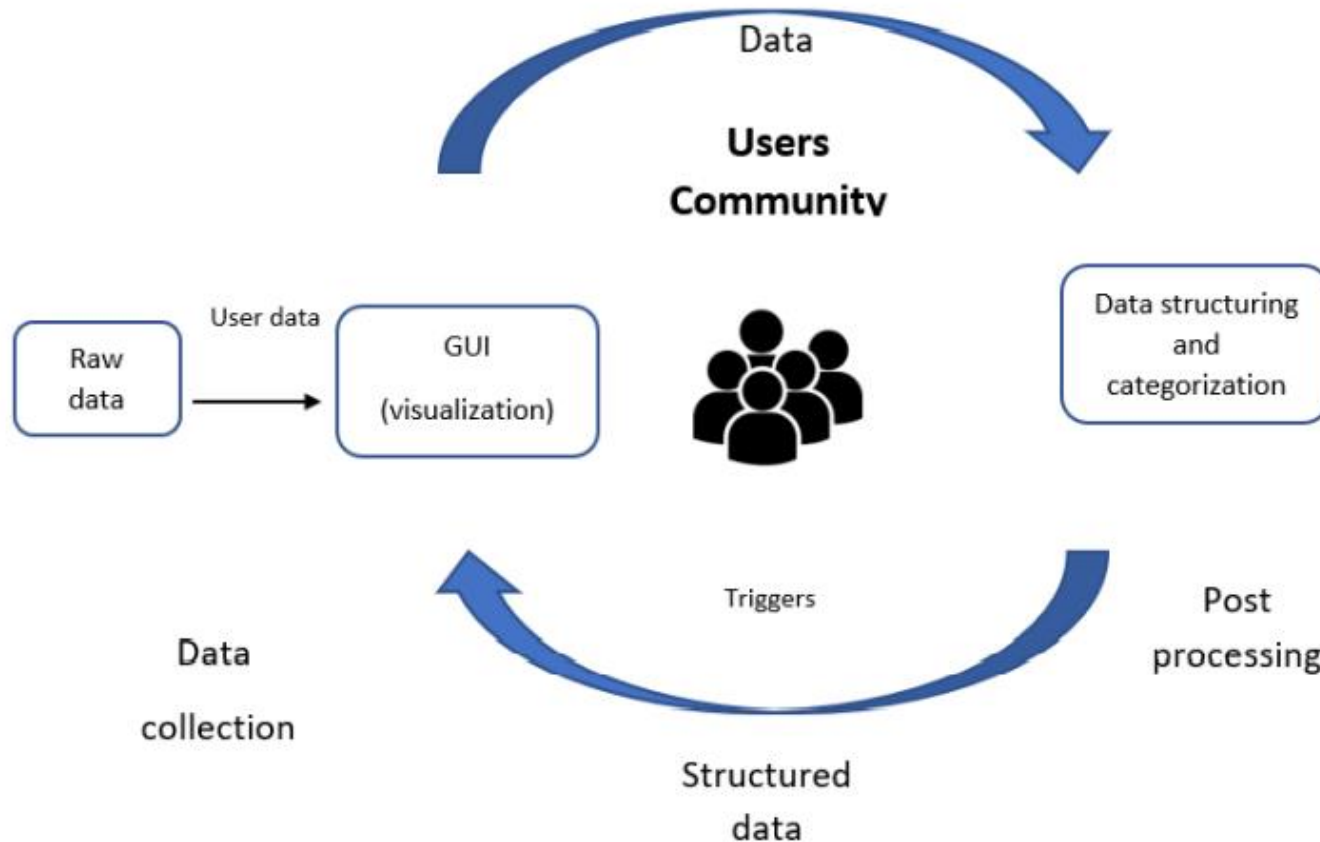 Data
Users
Community
User data
Raw
data
GUI
(visualization)
Data structuring
and
categorization
Triggers
Data
collection
Post
processing
Structured
data